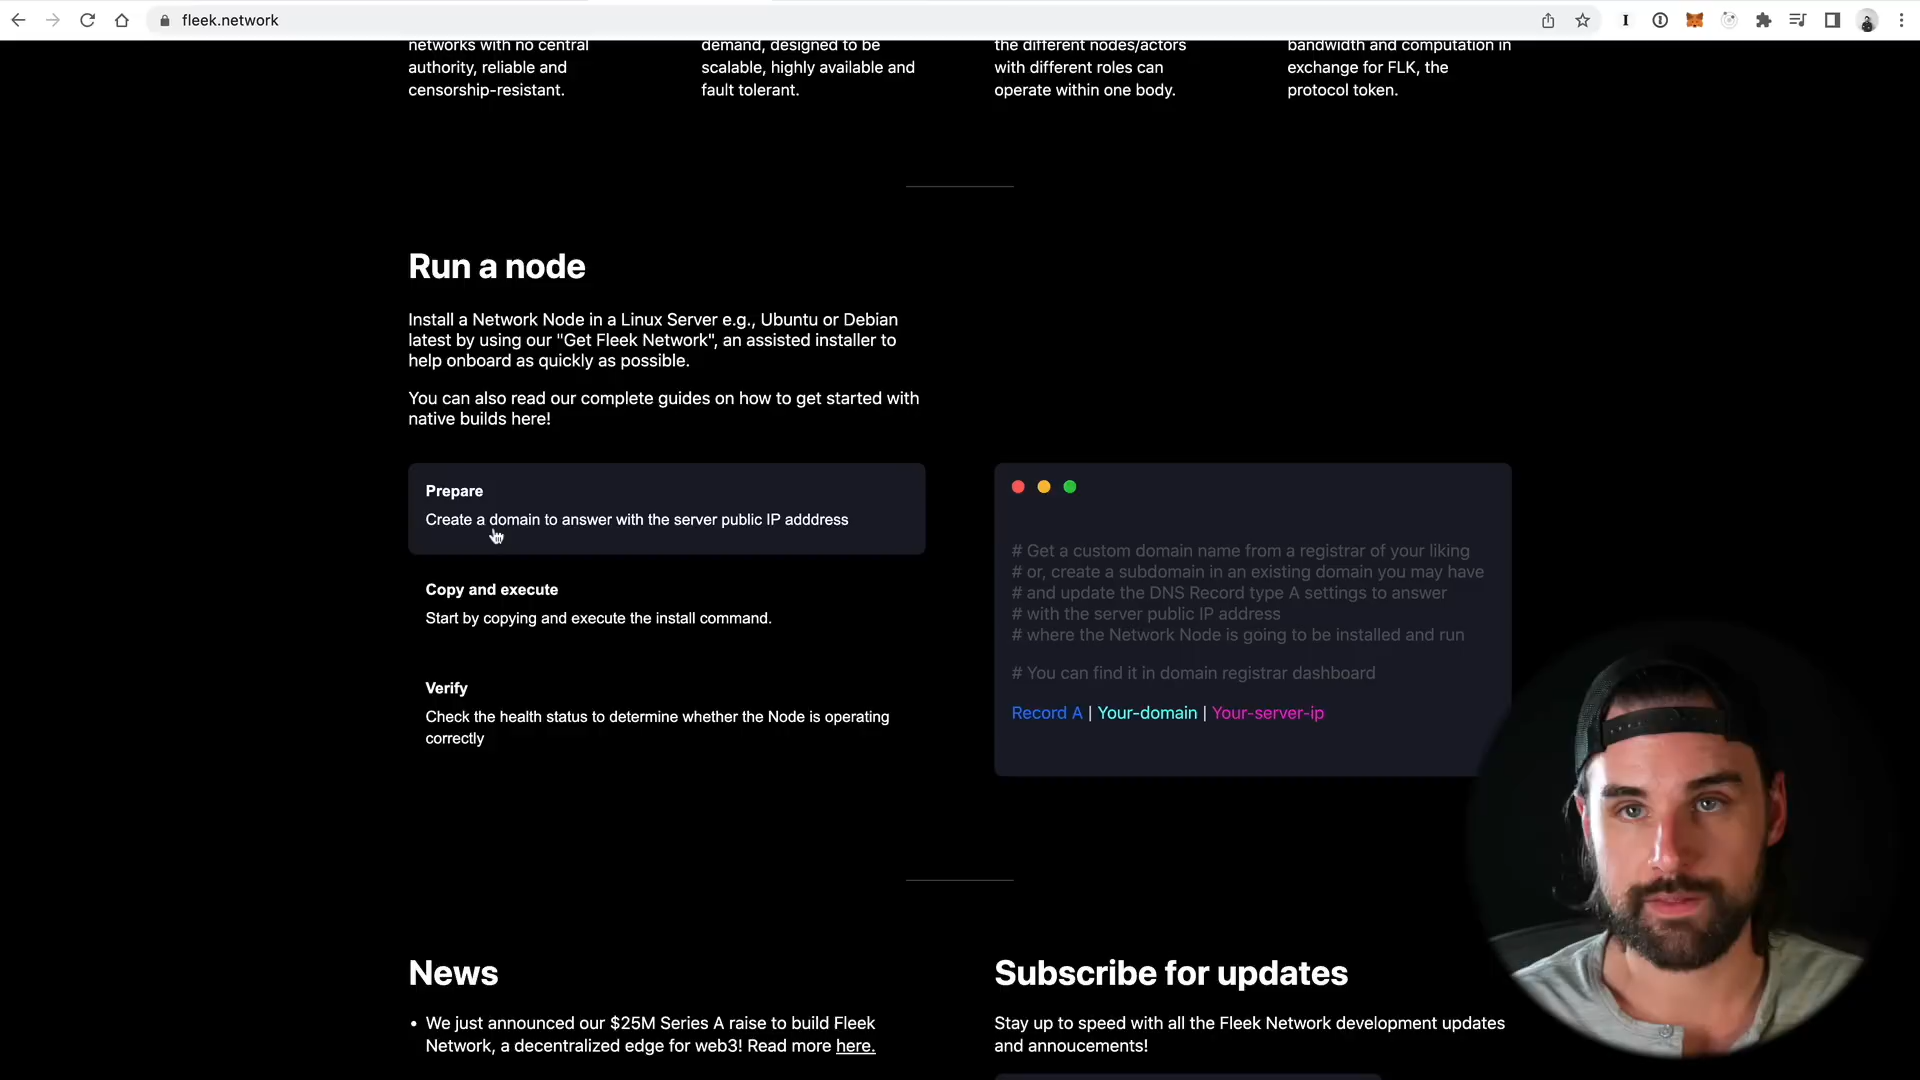 fleek.network
networks with no central
authority, reliable and
censorship-resistant.
demand, designed to be
scalable, highly available and
fault tolerant.
the different nodes/actors
with different roles can
operate within one body.
bandwidth and computation in
exchange for FLK, the
protocol token.
Run a node
Install a Network Node in a Linux Server e.g., Ubuntu or Debian
latest by using our "Get Fleek Network", an assisted installer to
help onboard as quickly as possible.
You can also read our complete guides on how to get started with
native builds here!
Prepare
Create a domain to answer with the server public IP adddress
Copy and execute
Start by copying and execute the install command.
Verify
Check the health status to determine whether the Node is operating
correctly
# Get a custom domain name from a registrar of your liking
# or, create a subdomain in an existing domain you may have
# and update the DNS Record type A settings to answer
# with the server public IP address
# where the Network Node is going to be installed and run
# You can find it in domain registrar dashboard
Record A | Your-domain | Your-server-ip
News
• We just announced our $25M Series A raise to build Fleek
Network, a decentralized edge for web3! Read more here.
Subscribe for updates
Stay up to speed with all the Fleek Network development updates
and annoucements!